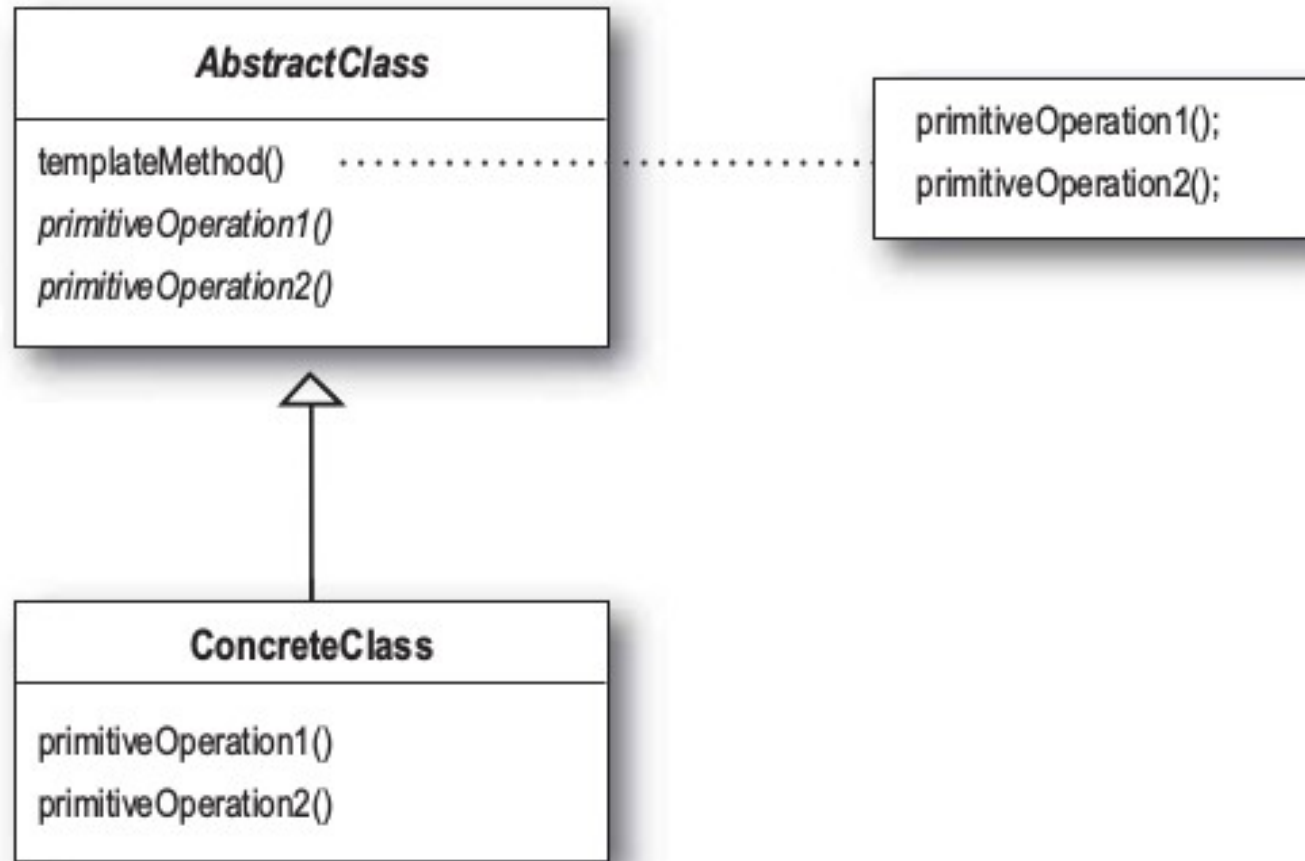 AbstractClass
templateMethod()
primitiveOperation1()
primitiveOperation2()
primitiveOperation1();
primitiveOperation2();
ConcreteClass
primitiveOperation1()
primitiveOperation2()